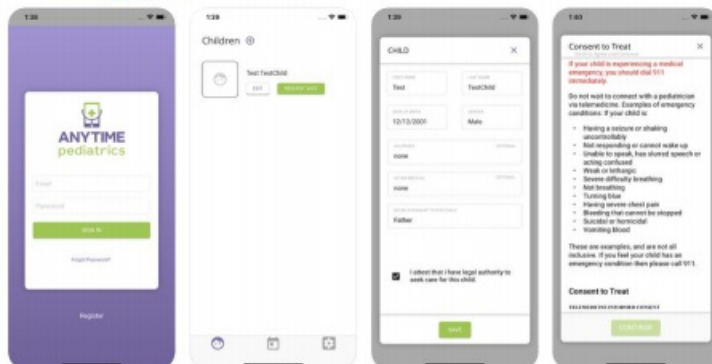 1:38
ANYTIME
pediatrics
Email
Password
SIGN IN
Forgot Password?
Register
1:39
Children
Test TestChild
EDIT
REQUEST VISIT
1:39
CHILD
FIRST NAME
Test
LAST NAME
TestChild
DATE OF BIRTH
12/12/2001
GENDER
Male
ALLERGIES
OPTIONAL
none
OPTIONAL
none
Father
I attest that i have legal authority to
seek care for this child.
SAVE
1:40
Consent to Treat
If your child is experiencing a medical
emergency, you should dial 911
immediately.
Do not wait to connect with a pediatrician
via telemedicine. Examples of emergency
conditions: If your child is:
Having a seizure or shaking
uncontrollably
Not responding or cannot wake up
Unable to speak, has slurred speech or
acting confused
Weak or lethargic
Severe difficulty breathing
Not breathing
Turning blue
Having severe chest pain
Bleeding that cannot be stopped
Suicidal or homicidal
Vomiting blood
These are examples, and are not all
inclusive. If you feel your child has an
emergency condition then please call 911.
Consent to Treat
CONTINUE